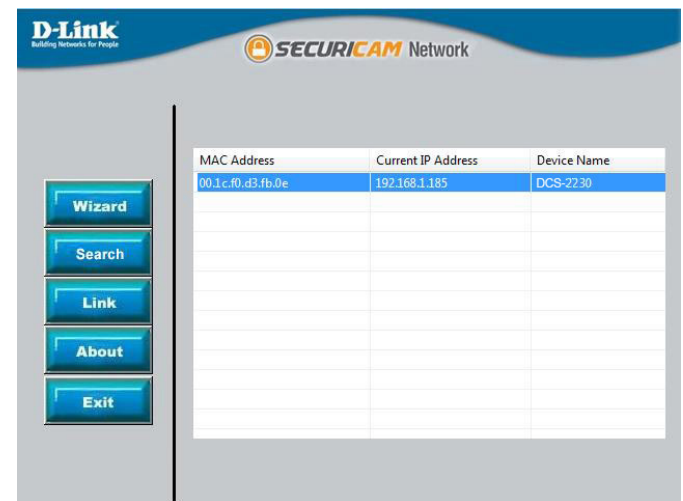 D-Link
Building Networks for People
SECURICAM Network
MAC Address Current IP Address Device Name
00.1c.f0.d3.fb.0e 192.168.1.185 DCS-2230
Wizard
Search
Link
About
Exit